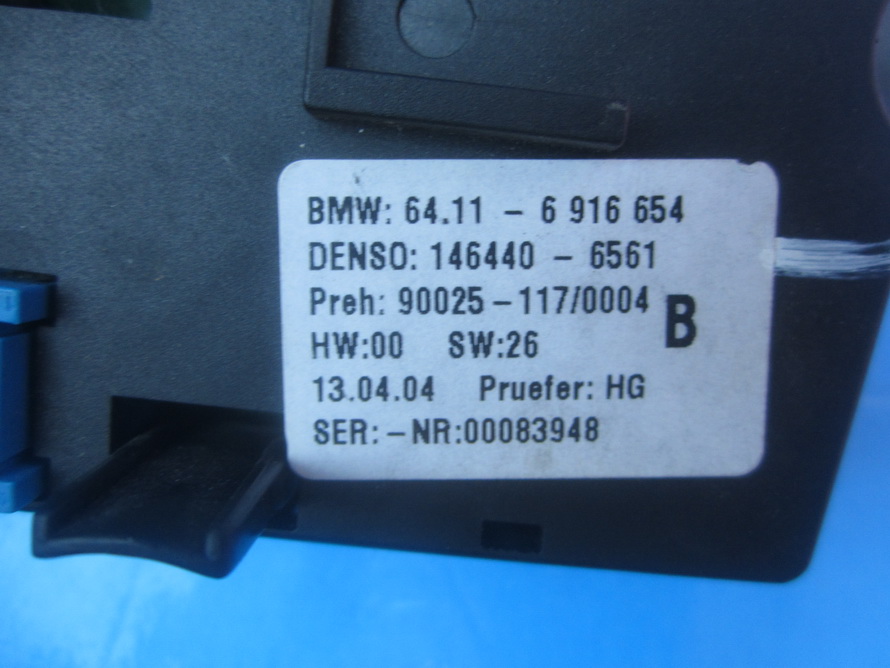 BMW: 64.11 - 6 916 654
DENSO: 146440 - 6561
Preh: 90025-117/0004
B
HW:00 SW:26
13.04.04 Pruefer: HG
SER:-NR:00083948